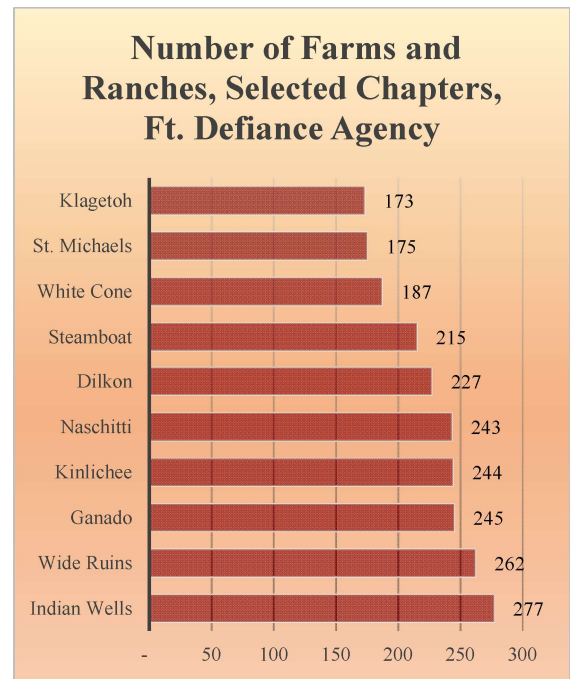 Number of Farms and
Ranches, Selected Chapters,
Ft. Defiance Agency
Klagetoh 173
St. Michaels 175
White Cone 187
Steamboat 215
Dilkon 227
Naschitti 243
Kinlichee 244
Ganado 245
Wide Ruins 262
Indian Wells 277
- 50 100 150 200 250 300